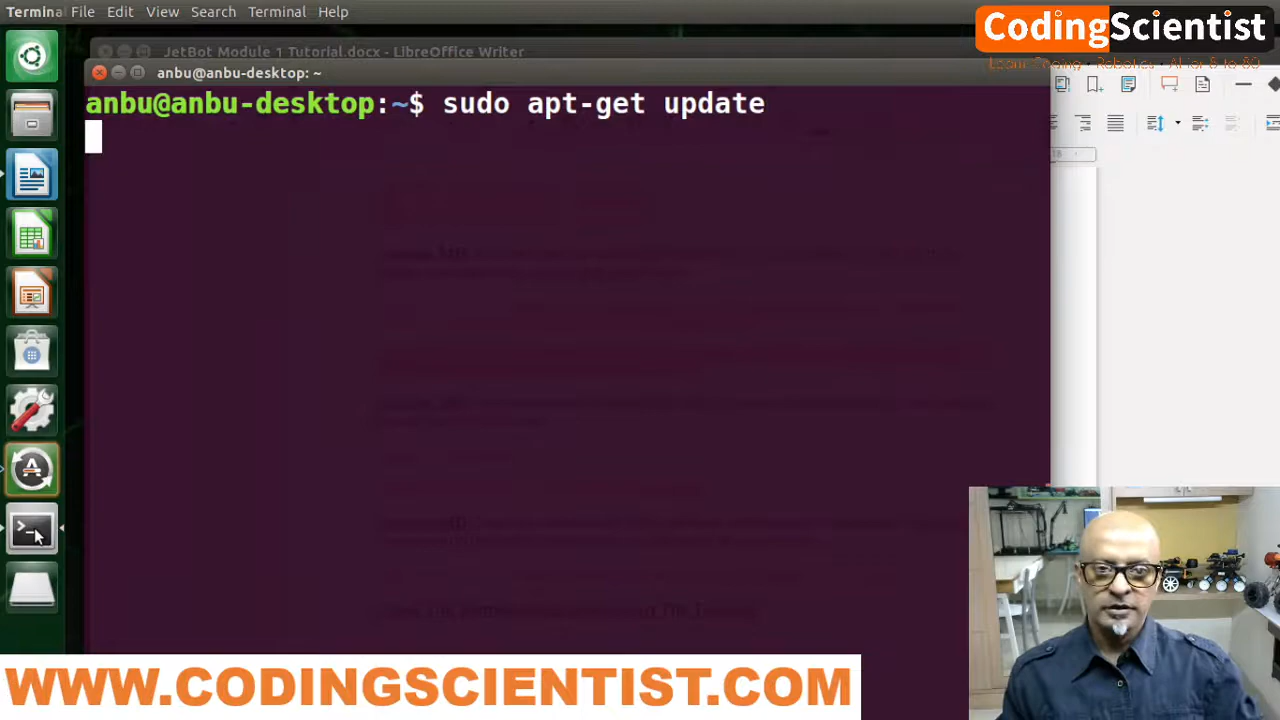 Terminal File Edit View Search Terminal Help
CodingScientist
JetBot Module 1 Tutorial.docx - LibreOffice Writer
anbu@anbu-desktop: ~
anbu@anbu-desktop:~$ sudo apt-get update
WWW.CODINGSCIENTIST.COM